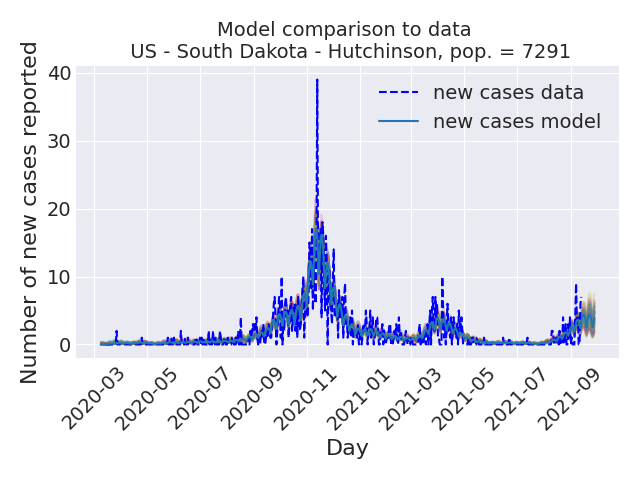 Model comparison to data
US - South Dakota - Hutchinson, pop. = 7291
Number of new cases reported
40
30
20
10
0
new cases data
new cases model
2020-03
2020-05
2020-07
2020-09
2020-11
2021-01
2021-03
2021-05
2021-07
2021-09
Day